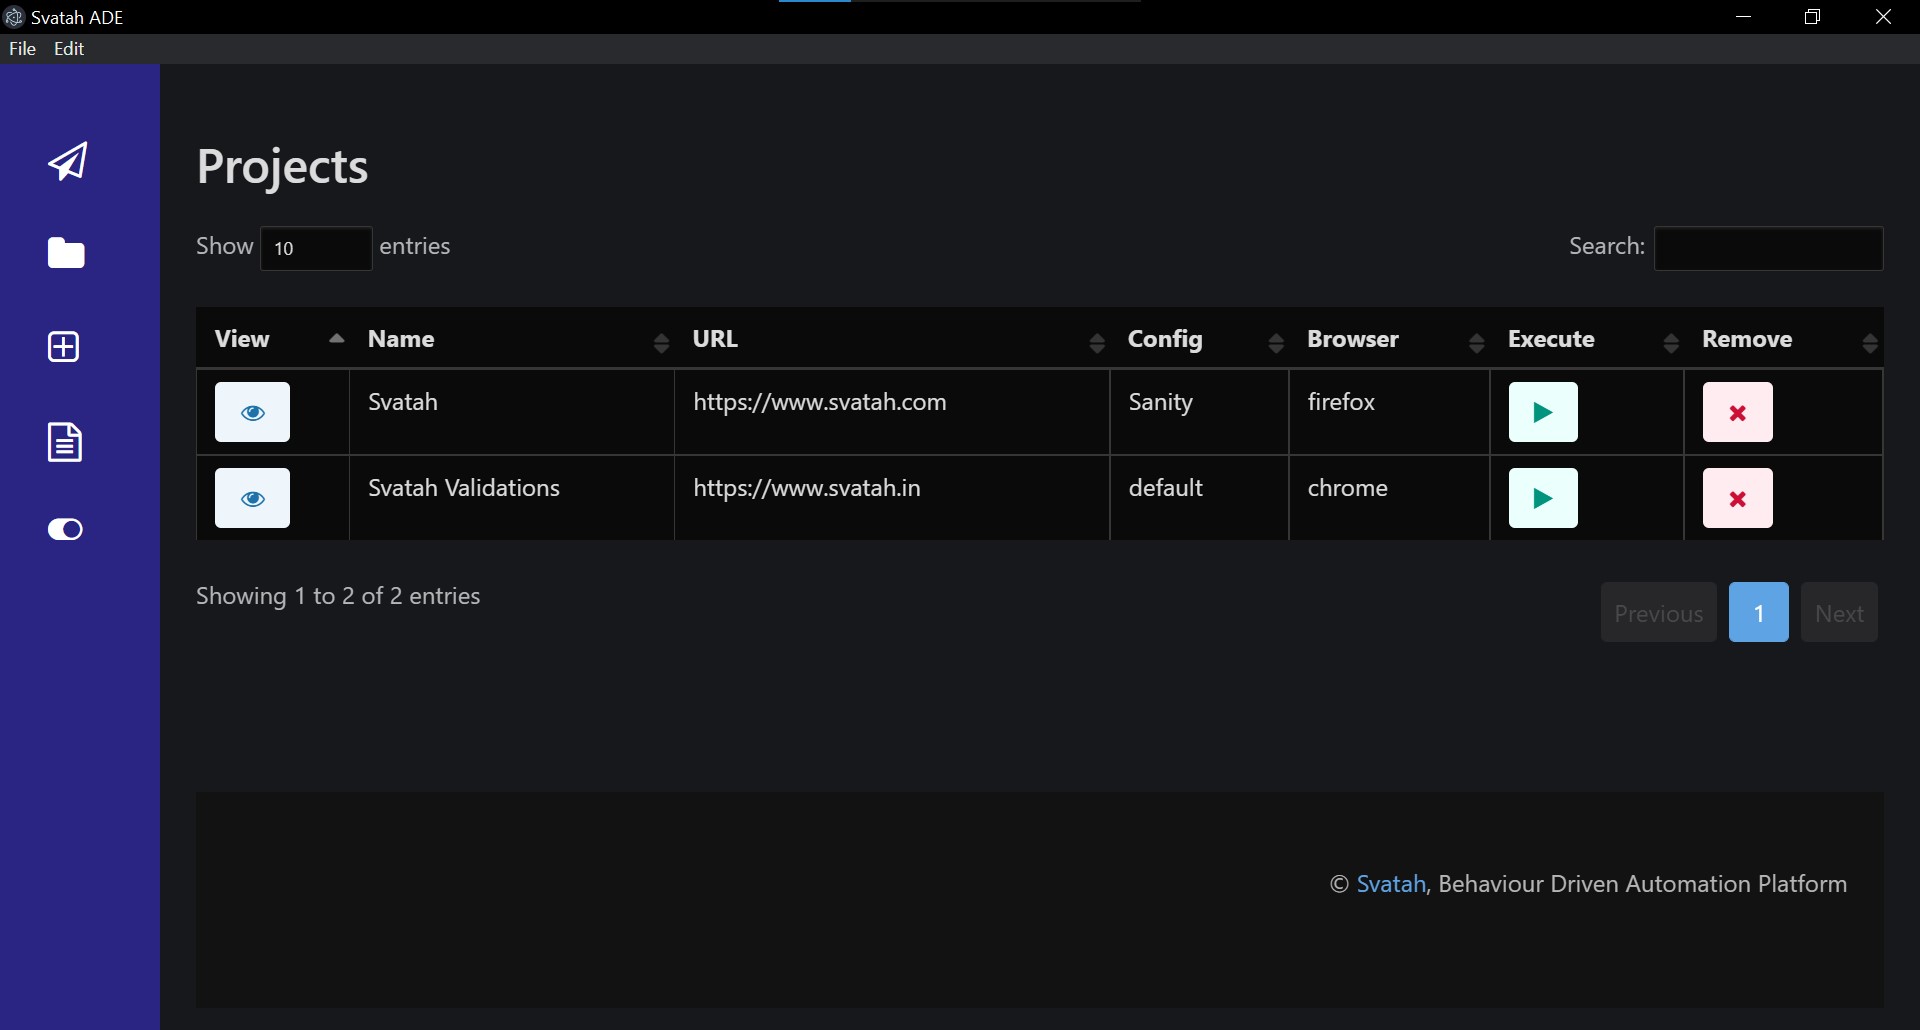 Svatah ADE
File Edit
Projects
Show 10 entries
Search:
View Name URL Config Browser Execute Remove
Svatah https://www.svatah.com Sanity firefox
Svatah Validations https://www.svatah.in default chrome
Showing 1 to 2 of 2 entries
Previous 1 Next
© Svatah, Behaviour Driven Automation Platform